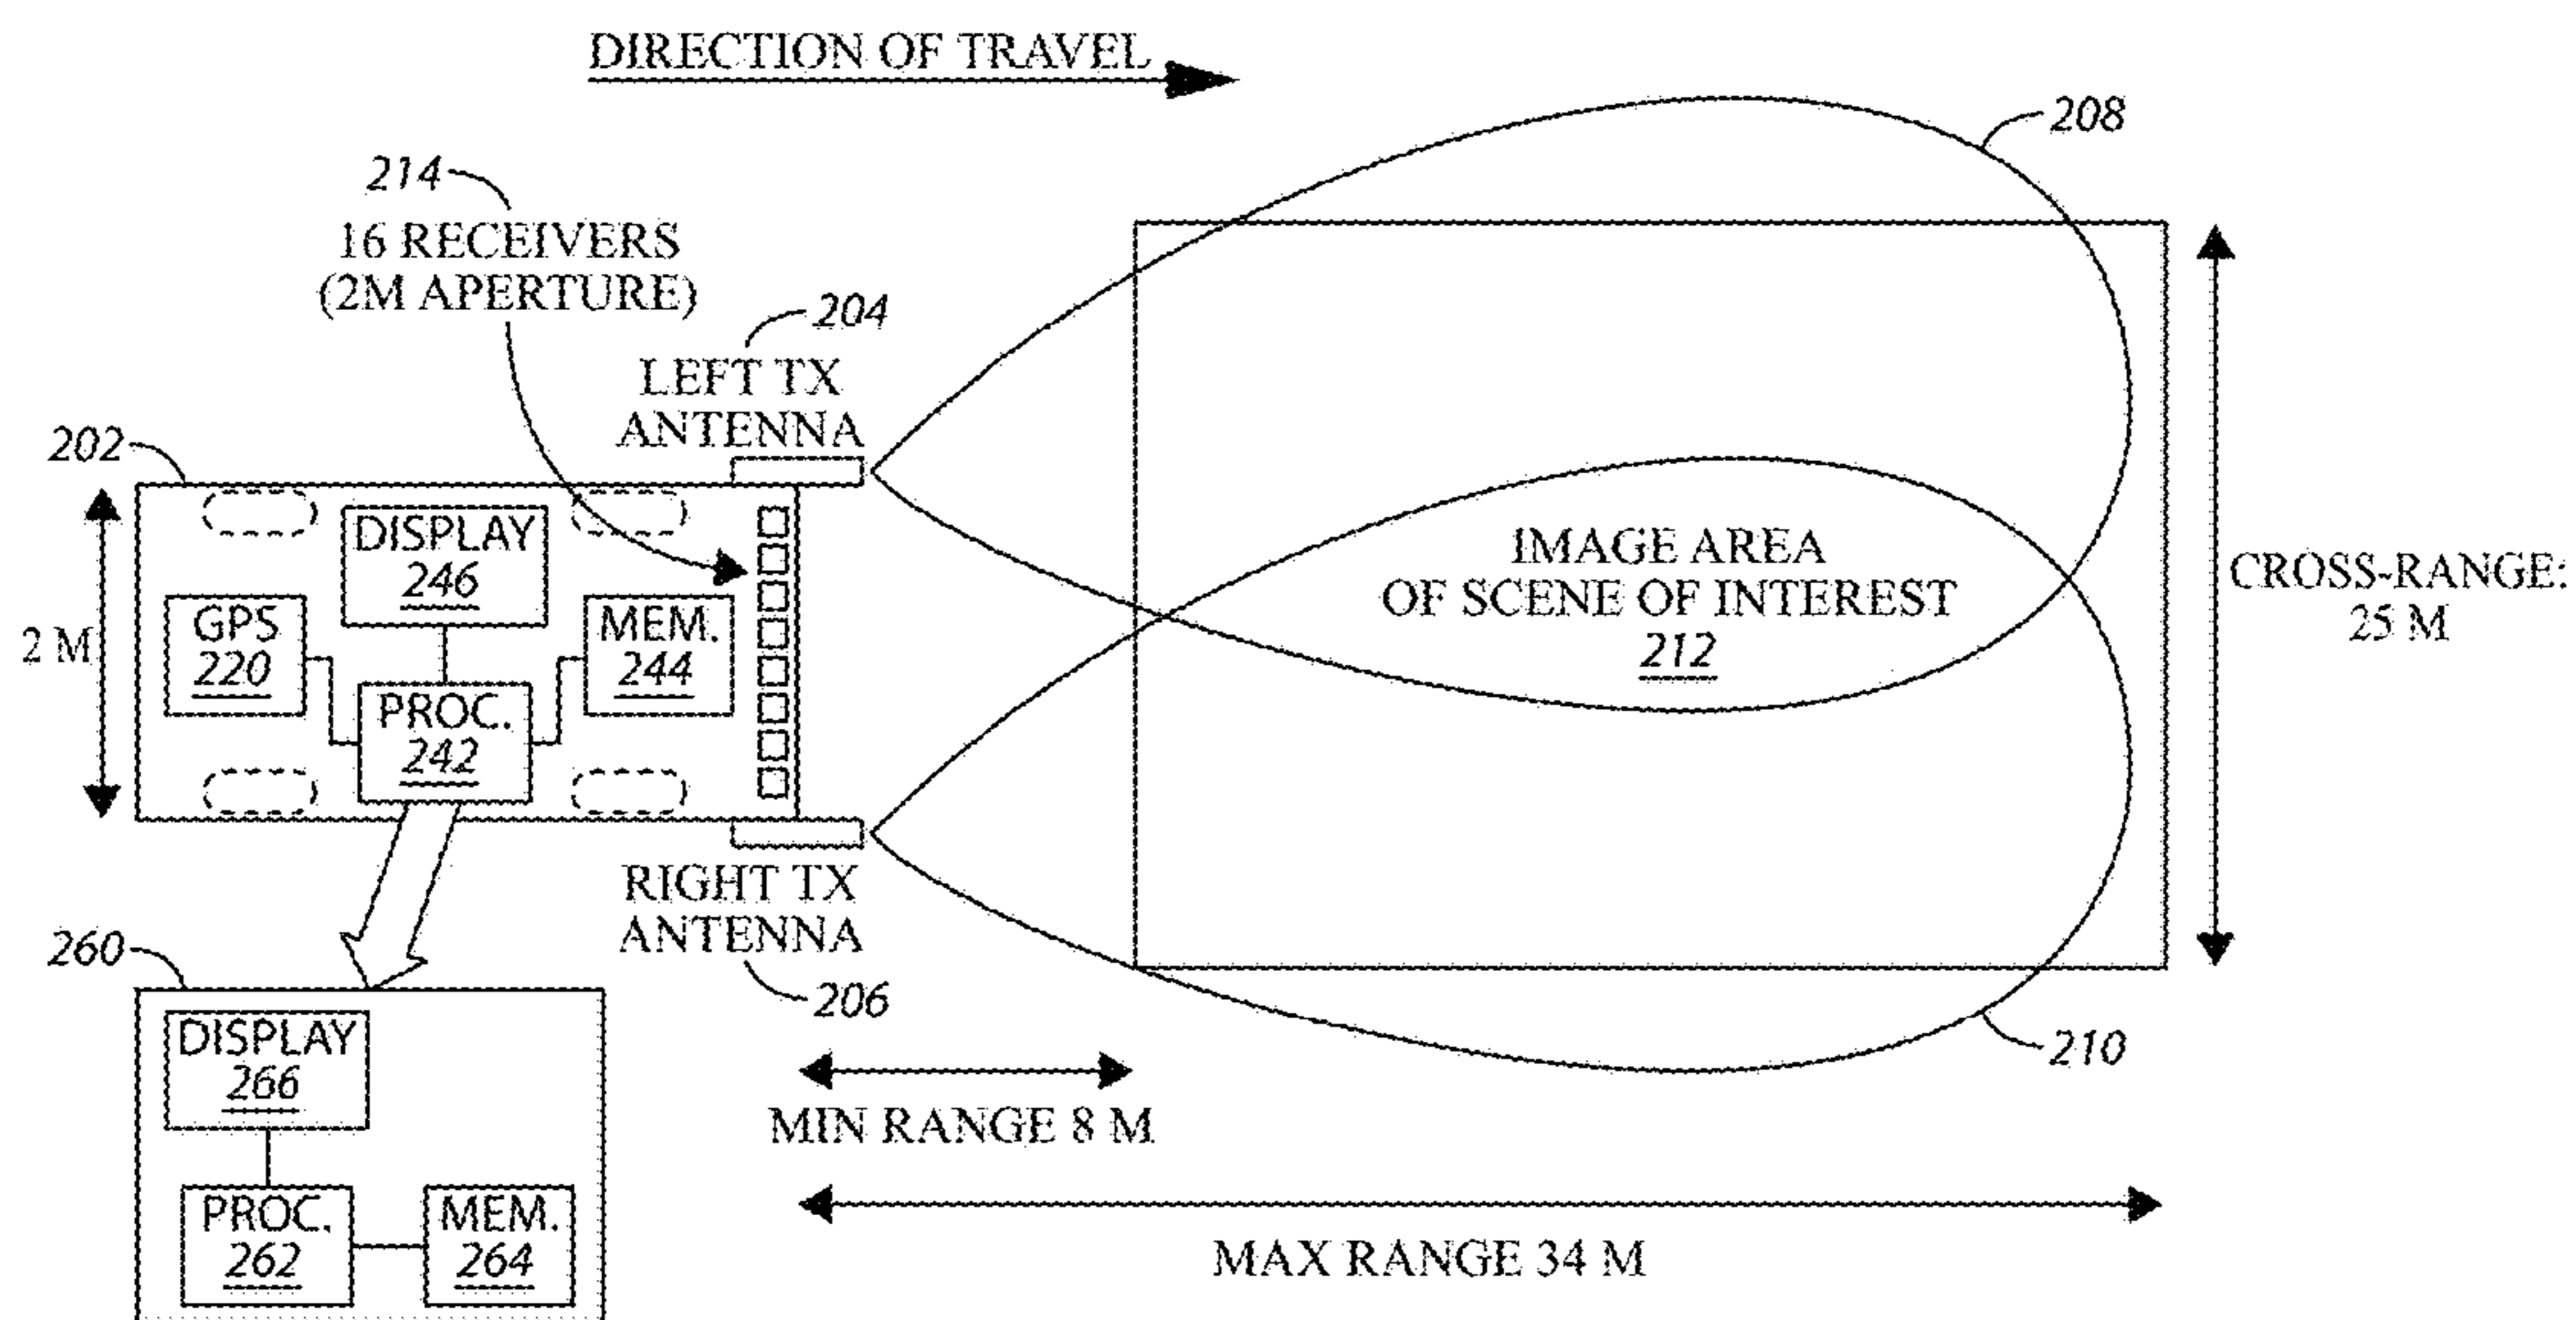 DIRECTION OF TRAVEL
208
214
16 RECEIVERS
(2M APERTURE)
204
LEFT TX
ANTENNA
202
DISPLAY
246
GPS
220
MEM.
244
PROC.
242
2 M
IMAGE AREA
OF SCENE OF INTEREST
212
CROSS-RANGE:
25 M
RIGHT TX
ANTENNA
206
260
210
DISPLAY
266
MIN RANGE 8 M
PROC.
262
MEM.
264
MAX RANGE 34 M